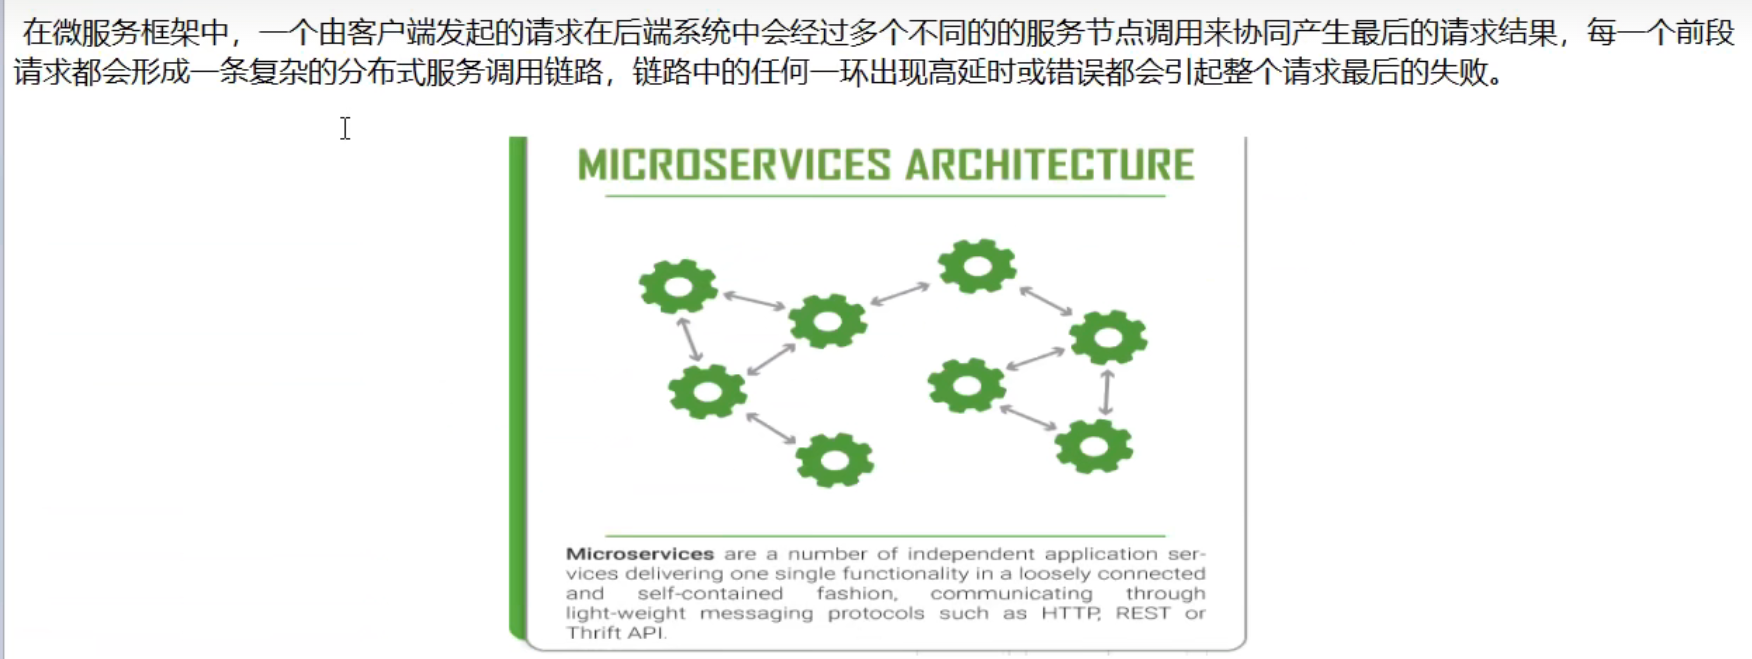 在微服务框架中，一个由客户端发起的请求在后端系统中会经过多个不同的的服务节点调用来协同产生最后的请求结果，每一个前段
请求都会形成一条复杂的分布式服务调用链路，链路中的任何一环出现高延时或错误都会引起整个请求最后的失败。
MICROSERVICES ARCHITECTURE
Microservices are a number of independent application ser-
vices delivering one single functionality in a loosely connected
and self-contained fashion, communicating through
light-weight messaging protocols such as HTTP, REST or
Thrift API.